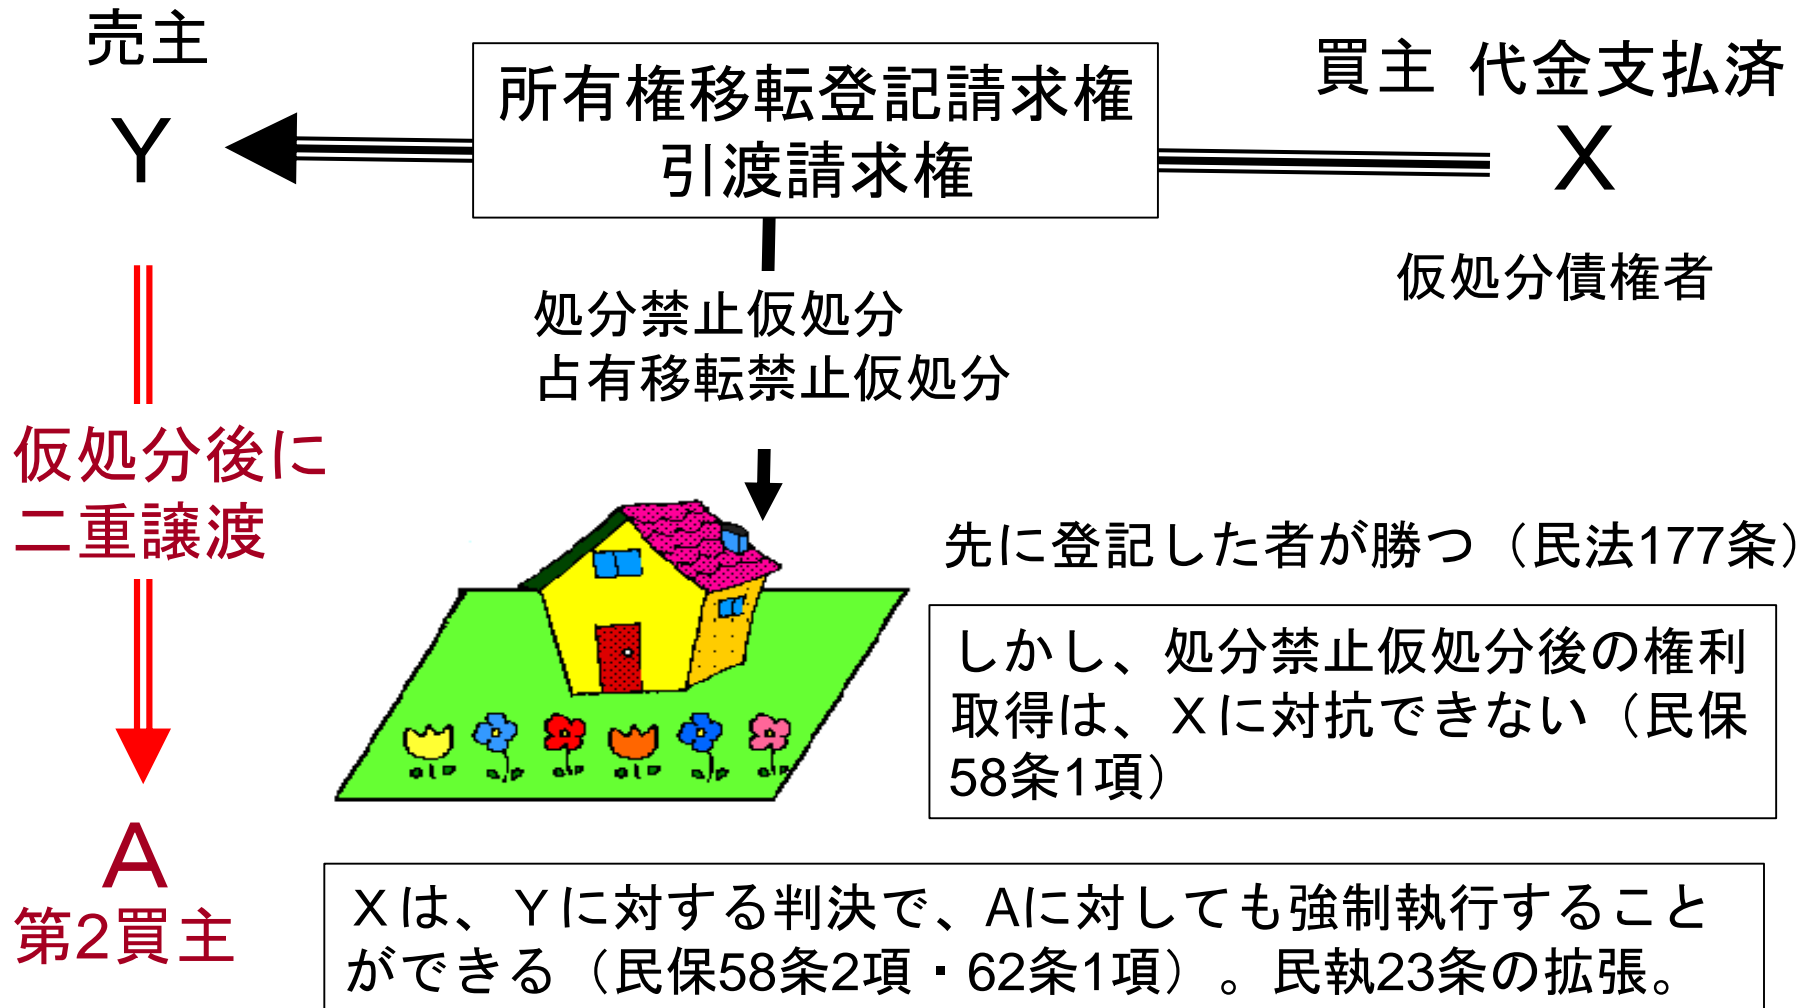 売主
Y
所有権移転登記請求権
引渡請求権
買主 代金支払済
X
仮処分債権者
処分禁止仮処分
占有移転禁止仮処分
仮処分後に
二重譲渡
A
第2買主
先に登記した者が勝つ（民法177条）
しかし、処分禁止仮処分後の権利
取得は、Xに対抗できない（民保
58条1項）
Xは、Yに対する判決で、Aに対しても強制執行すること
ができる（民保58条2項・62条1項）。民執23条の拡張。